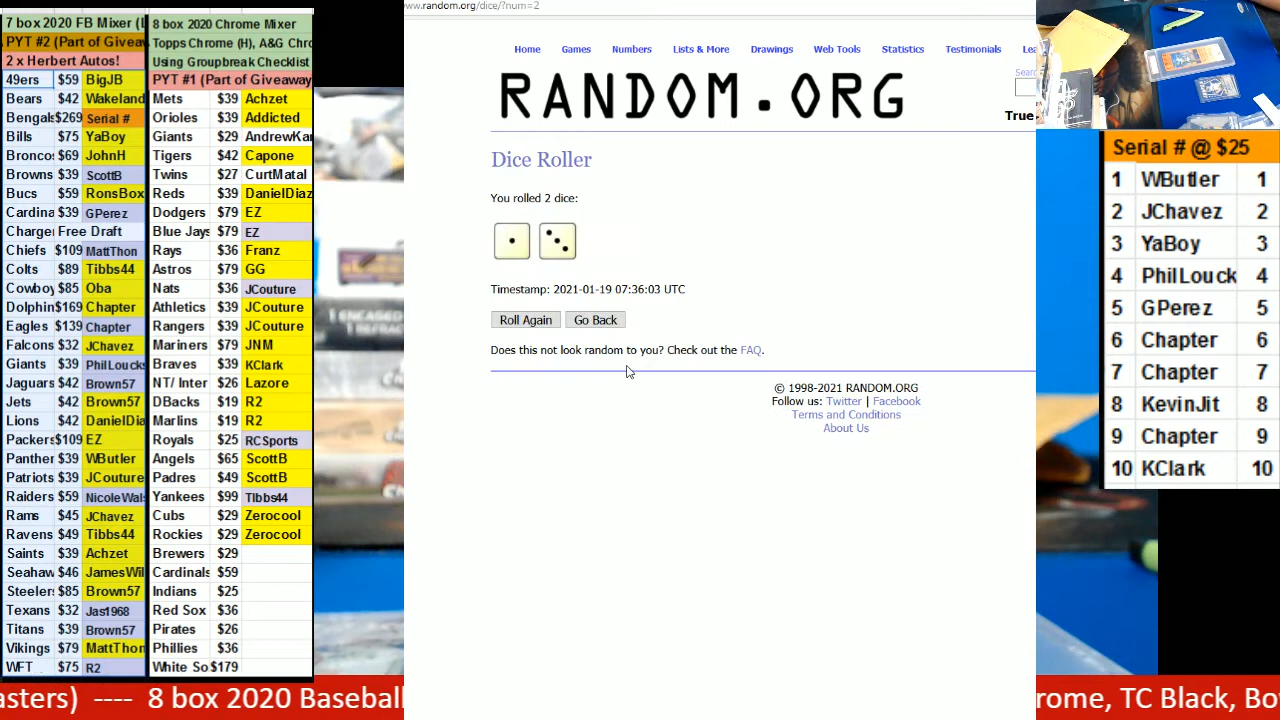 7 box 2020 FB Mixer (L
PYT #2 (Part of Giveaw
2 x Herbert Autos!
49ers $59 BigJB
Bears $42 Wakeland
Bengals $269 Serial #
Bills $75 YaBoy
Bronco $69 JohnH
Browns $39 ScottB
Bucs $59 RonsBox
Cardina $39 GPerez
Charger Free Draft
Chiefs $109 MattThon
Colts $89 Tibbs44
Cowboy $85 Oba
Dolphin $169 Chapter
Eagles $139 Chapter
Falcons $32 JChavez
Giants $39 PhilLoucks
Jaguars $42 Brown57
Jets $42 Brown57
Lions $42 DanielDia
Packers $109 EZ
Panther $39 WButler
Patriots $39 JCouture
Raiders $59 NicoleWals
Rams $45 JChavez
Ravens $49 Tibbs44
Saints $39 Achzet
Seahaw $46 JamesWil
Steelers $85 Brown57
Texans $32 Jas1968
Titans $39 Brown57
Vikings $79 MattThon
WFT $75 R2
8 box 2020 Chrome Mixer
Topps Chrome (H), A&G Chro
Using Groupbreak Checklist
PYT #1 (Part of Giveaway
Mets $39 Achzet
Orioles $39 Addicted
Giants $29 AndrewKar
Tigers $42 Capone
Twins $27 CurtMatal
Reds $39 DanielDiaz
Dodgers $79 EZ
Blue Jays $79 EZ
Rays $36 Franz
Astros $79 GG
Nats $36 JCouture
Athletics $39 JCouture
Rangers $39 JCouture
Mariners $79 JNM
Braves $39 KClark
NT/ Inter $26 Lazore
DBacks $19 R2
Marlins $19 R2
Royals $25 RCSports
Angels $65 ScottB
Padres $49 ScottB
Yankees $99 TIbbs44
Cubs $29 Zerocool
Rockies $29 Zerocool
Brewers $29
Cardinals $59
Indians $25
Red Sox $36
Pirates $26
Phillies $36
White So $179
ww.random.org/dice/?num=2
Home Games Numbers Lists & More Drawings Web Tools Statistics Testimonials Lea
Searc
RANDOM.ORG
True
Dice Roller
You rolled 2 dice:
Timestamp: 2021-01-19 07:36:03 UTC
Roll Again Go Back
Does this not look random to you? Check out the FAQ.
© 1998-2021 RANDOM.ORG
Follow us: Twitter | Facebook
Terms and Conditions
About Us
Serial # @ $25
1 WButler 1
2 JChavez 2
3 YaBoy 3
4 PhilLouck 4
5 GPerez 5
6 Chapter 6
7 Chapter 7
8 KevinJit 8
9 Chapter 9
10 KClark 10
asters) ---- 8 box 2020 Baseball
rome, TC Black, Bo